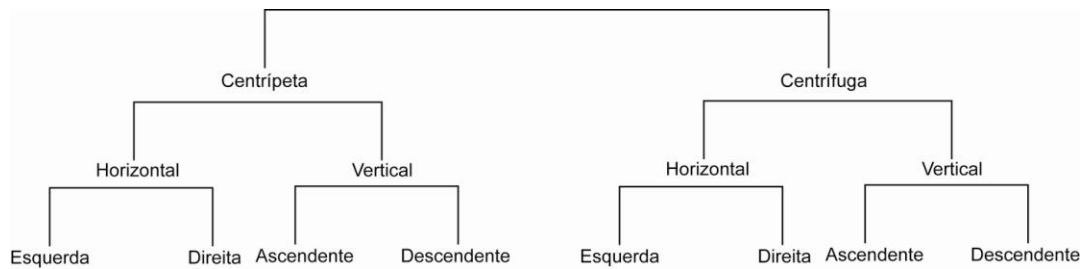 Centrípeta Centrífuga
Horizontal Vertical Horizontal Vertical
Esquerda Direita Ascendente Descendente Esquerda Direita Ascendente Descendente